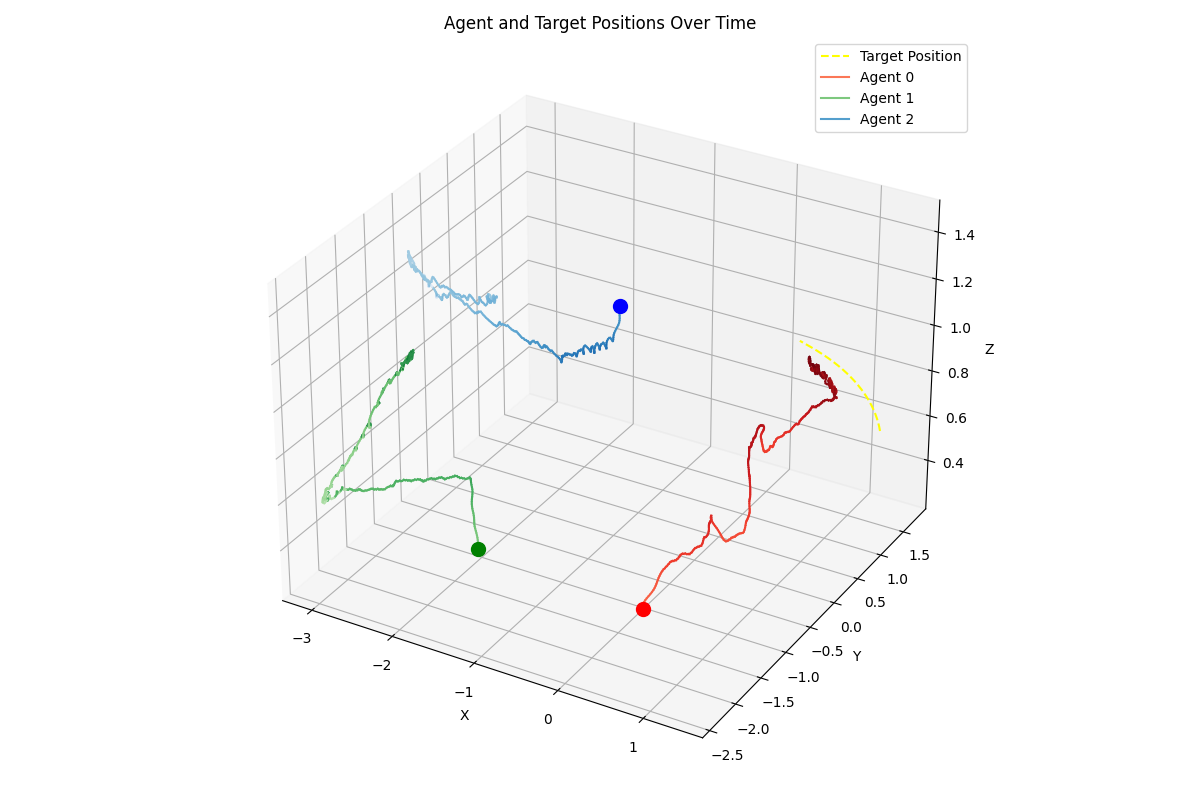 Agent and Target Positions Over Time
Target Position
Agent 0
Agent 1
Agent 2
1.4
1.2
1.0
Z
0.8
0.6
0.4
1.5
1.0
0.5
0.0
−0.5
Y
−1.0
−1.5
−2.0
−2.5
−3
−2
−1
X
0
1